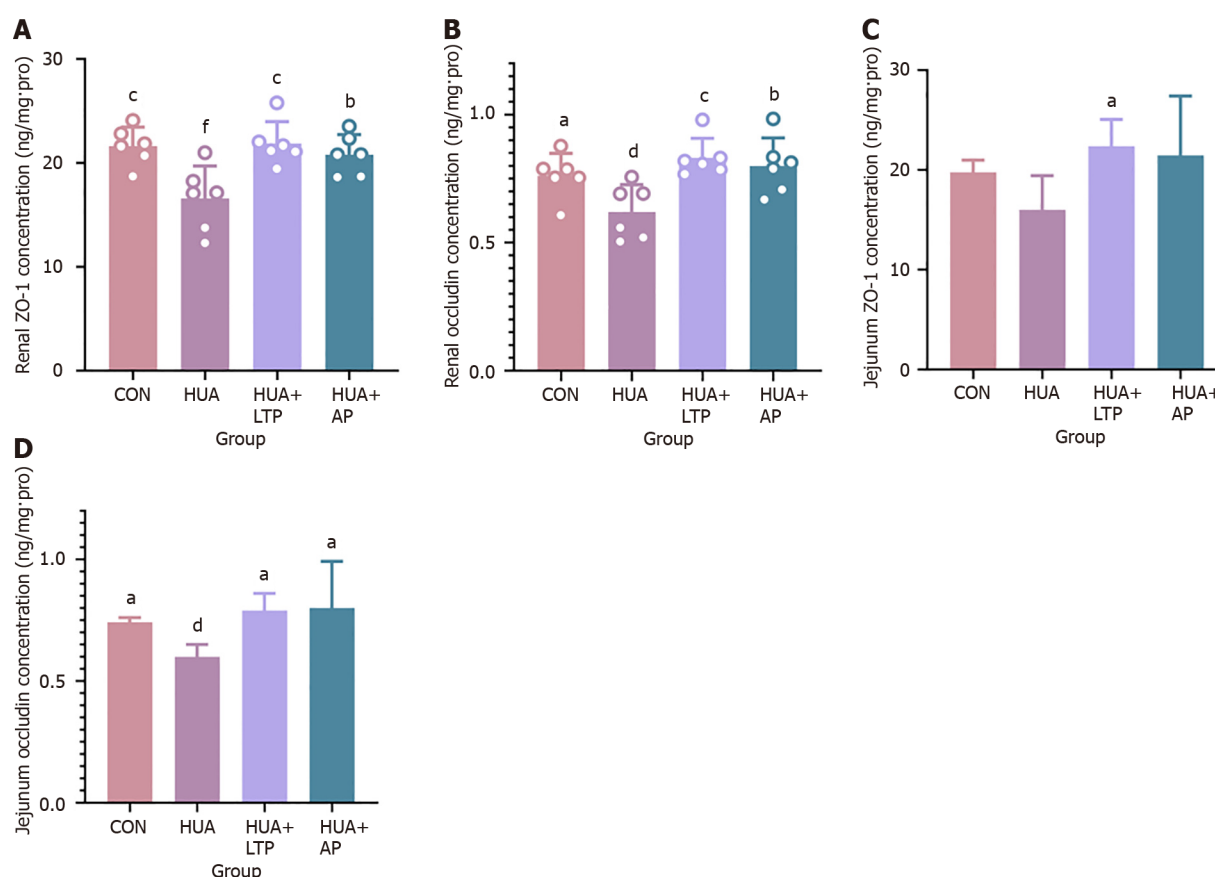 A
Renal ZO-1 concentration (ng/mg·pro)
30
20
10
0
c
f
c
b
CON
HUA
HUA+
LTP
HUA+
AP
Group
B
Renal occludin concentration (ng/mg·pro)
1.0
0.5
0.0
a
d
c
b
CON
HUA
HUA+
LTP
HUA+
AP
Group
C
Jejunum ZO-1 concentration (ng/mg·pro)
30
20
10
0
a
CON
HUA
HUA+
LTP
HUA+
AP
Group
D
Jejunum occludin concentration (ng/mg·pro)
1.0
0.5
0.0
a
d
a
a
CON
HUA
HUA+
LTP
HUA+
AP
Group